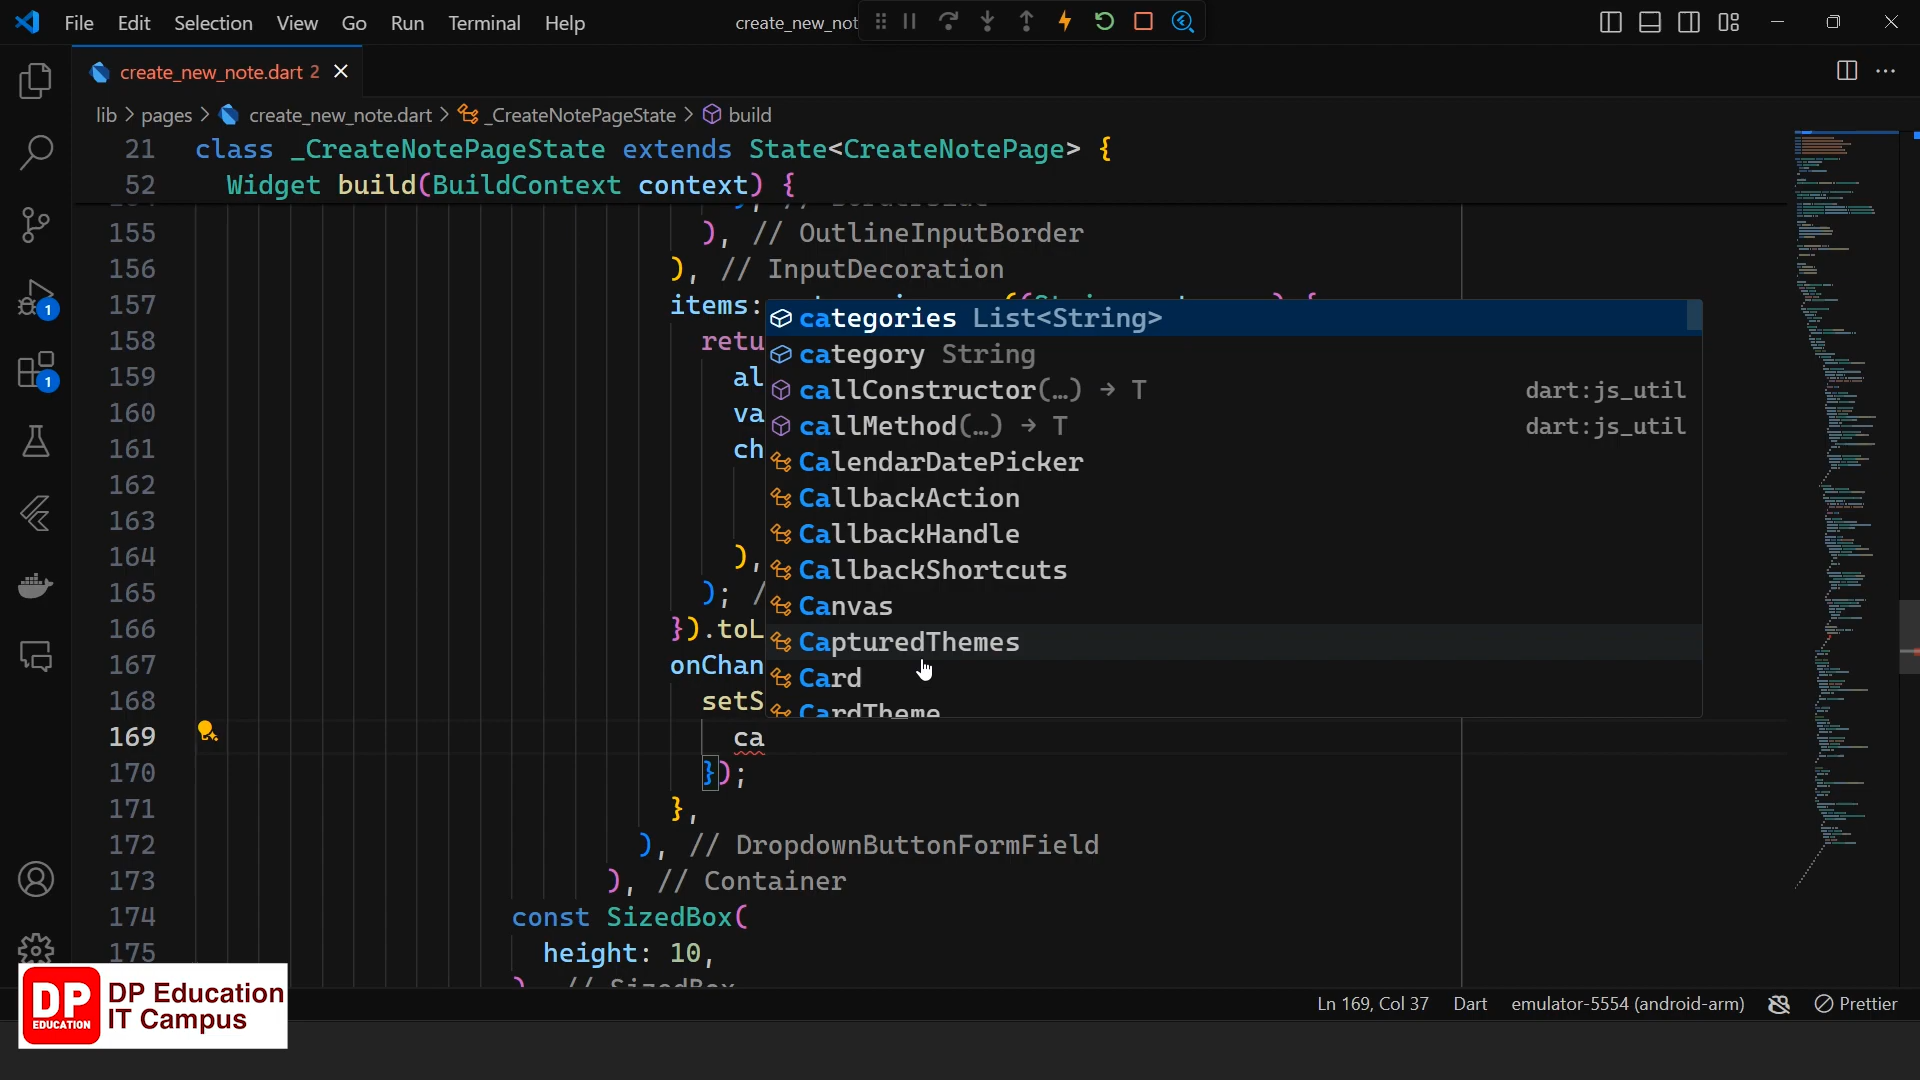 File Edit Selection View Go Run Terminal Help create_new_not
create_new_note.dart 2
lib > pages > create_new_note.dart > _CreateNotePageState > build
21 class _CreateNotePageState extends State<CreateNotePage> {
52 Widget build(BuildContext context) {
155 ), // OutlineInputBorder
156 ), // InputDecoration
157 items:
categories List<String>
158 retu
category String
159 al
callConstructor(…) → T dart:js_util
160 va
callMethod(…) → T dart:js_util
161 ch
CalendarDatePicker
162
CallbackAction
163
CallbackHandle
164 ),
CallbackShortcuts
165 ); /
Canvas
166 }).toL
CapturedThemes
167 onChan
Card
168 setS
CardTheme
169 ca
170 });
171 },
172 ), // DropdownButtonFormField
173 ), // Container
174 const SizedBox(
175 height: 10,
1
1
DP EDUCATION
DP Education
IT Campus
Ln 169, Col 37 Dart emulator-5554 (android-arm) Prettier